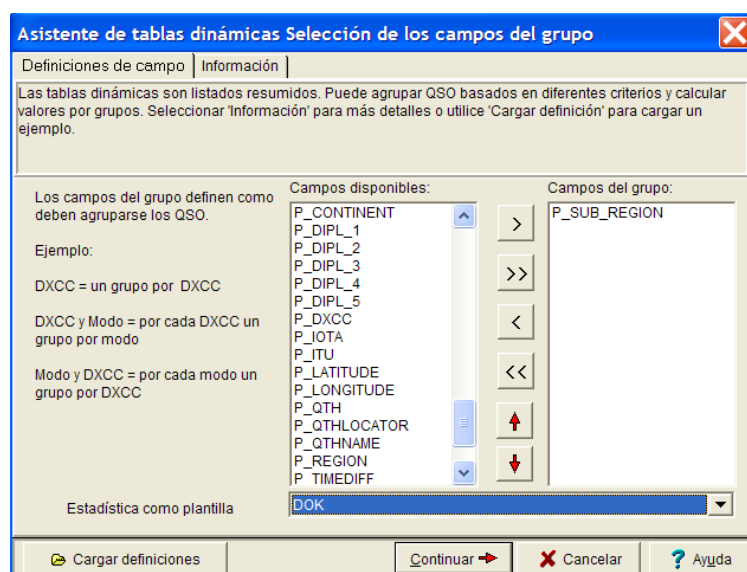 Asistente de tablas dinámicas Selección de los campos del grupo
Definiciones de campo
Información
Las tablas dinámicas son listados resumidos. Puede agrupar QSO basados en diferentes criterios y calcular
valores por grupos. Seleccionar 'Información' para más detalles o utilice 'Cargar definición' para cargar un
ejemplo.
Los campos del grupo definen como
deben agruparse los QSO.
Ejemplo:
DXCC = un grupo por DXCC
DXCC y Modo = por cada DXCC un
grupo por modo
Modo y DXCC = por cada modo un
grupo por DXCC
Campos disponibles:
P_CONTINENT
P_DIPL_1
P_DIPL_2
P_DIPL_3
P_DIPL_4
P_DIPL_5
P_DXCC
P_IOTA
P_ITU
P_LATITUDE
P_LONGITUDE
P_QTH
P_QTHLOCATOR
P_QTHNAME
P_REGION
P_TIMEDIFF
>
>>
<
<<
Campos del grupo:
P_SUB_REGION
Estadística como plantilla
DOK
Cargar definiciones
Continuar
Cancelar
Ayuda